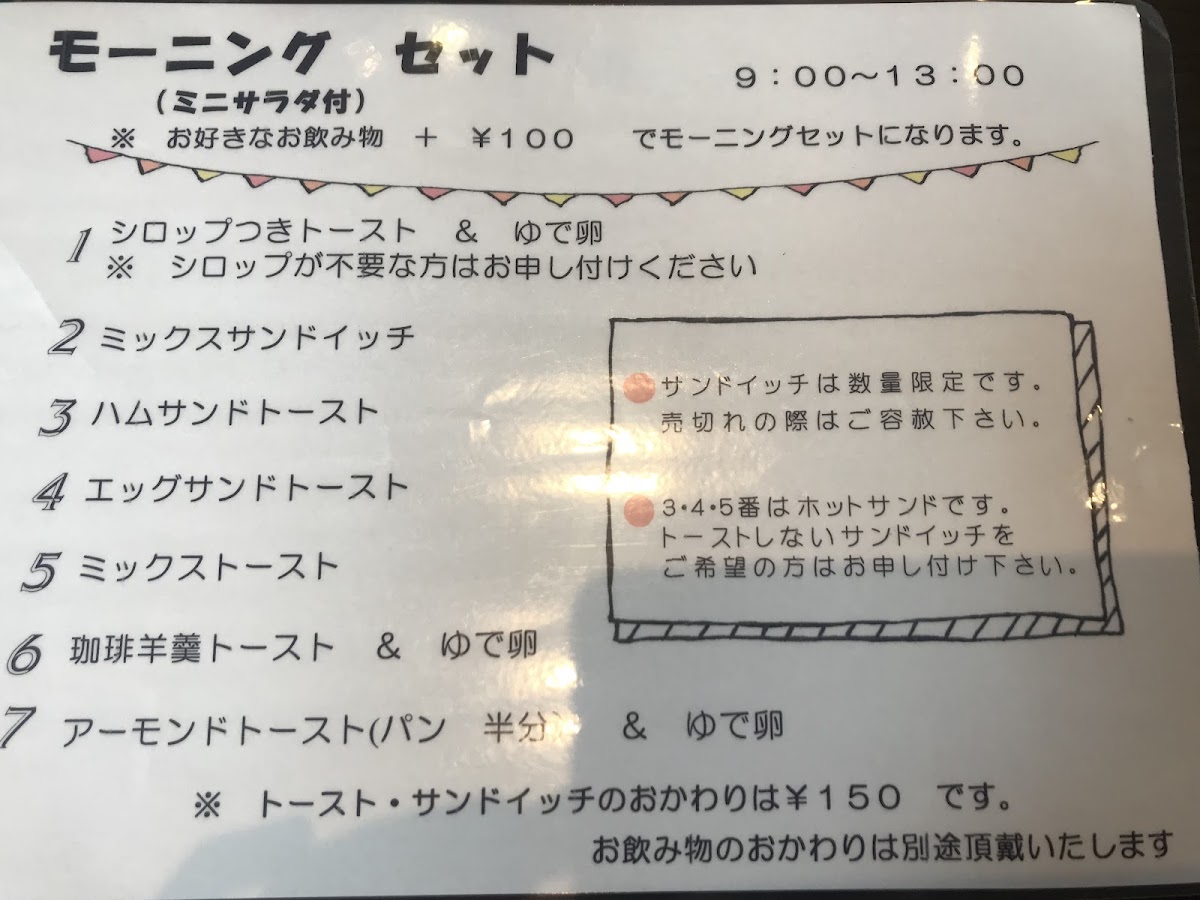 モーニング セット
9：00～13：00
(ミニサラダ付)
※ お好きなお飲み物 ＋ ￥100 でモーニングセットになります。
1 シロップつきトースト ＆ ゆで卵
※ シロップが不要な方はお申し付けください
2 ミックスサンドイッチ
3 ハムサンドトースト
4 エッグサンドトースト
5 ミックストースト
6 珈琲羊羹トースト ＆ ゆで卵
7 アーモンドトースト(パン 半分) ＆ ゆで卵
サンドイッチは数量限定です。
売切れの際はご容赦下さい。
3・4・5番はホットサンドです。
トーストしないサンドイッチを
ご希望の方はお申し付け下さい。
※ トースト・サンドイッチのおかわりは￥150 です。
お飲み物のおかわりは別途頂戴いたします